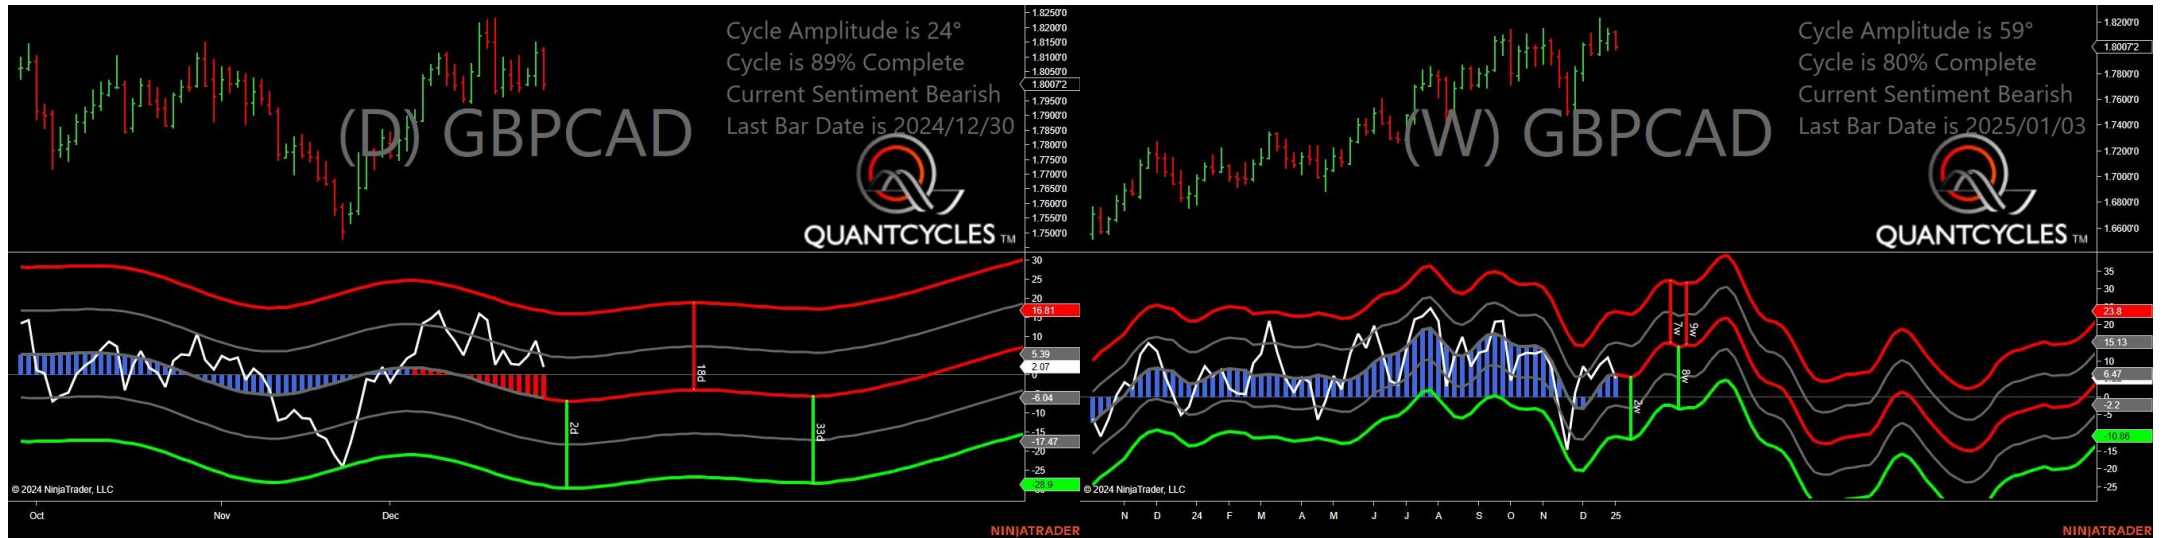 Cycle Amplitude is 24°
Cycle is 89% Complete
Current Sentiment Bearish
Last Bar Date is 2024/12/30
(D) GBPCAD
QUANTCYCLES TM
1.8250'0
1.8200'0
1.8150'0
1.8100'0
1.8050'0
1.8007'2
1.7950'0
1.7900'0
1.7850'0
1.7800'0
1.7750'0
1.7700'0
1.7650'0
1.7600'0
1.7550'0
1.7500'0
30
25
20
16.81
15
10
5.39
2.07
0
-6.04
-10
-15
-17.47
-20
-25
-28.9
18d
2d
33d
© 2024 NinjaTrader, LLC
Oct Nov Dec
NINJATRADER
Cycle Amplitude is 59°
Cycle is 80% Complete
Current Sentiment Bearish
Last Bar Date is 2025/01/03
(W) GBPCAD
QUANTCYCLES TM
1.8200'0
1.8007'2
1.7800'0
1.7600'0
1.7400'0
1.7200'0
1.7000'0
1.6800'0
1.6600'0
35
30
23.8
20
15.13
10
6.47
0
-2.2
-5
-10.86
-15
-20
-25
7w
9w
8w
2w
© 2024 NinjaTrader, LLC
N D 24 F M A M J J A S O N D 25
NINJATRADER